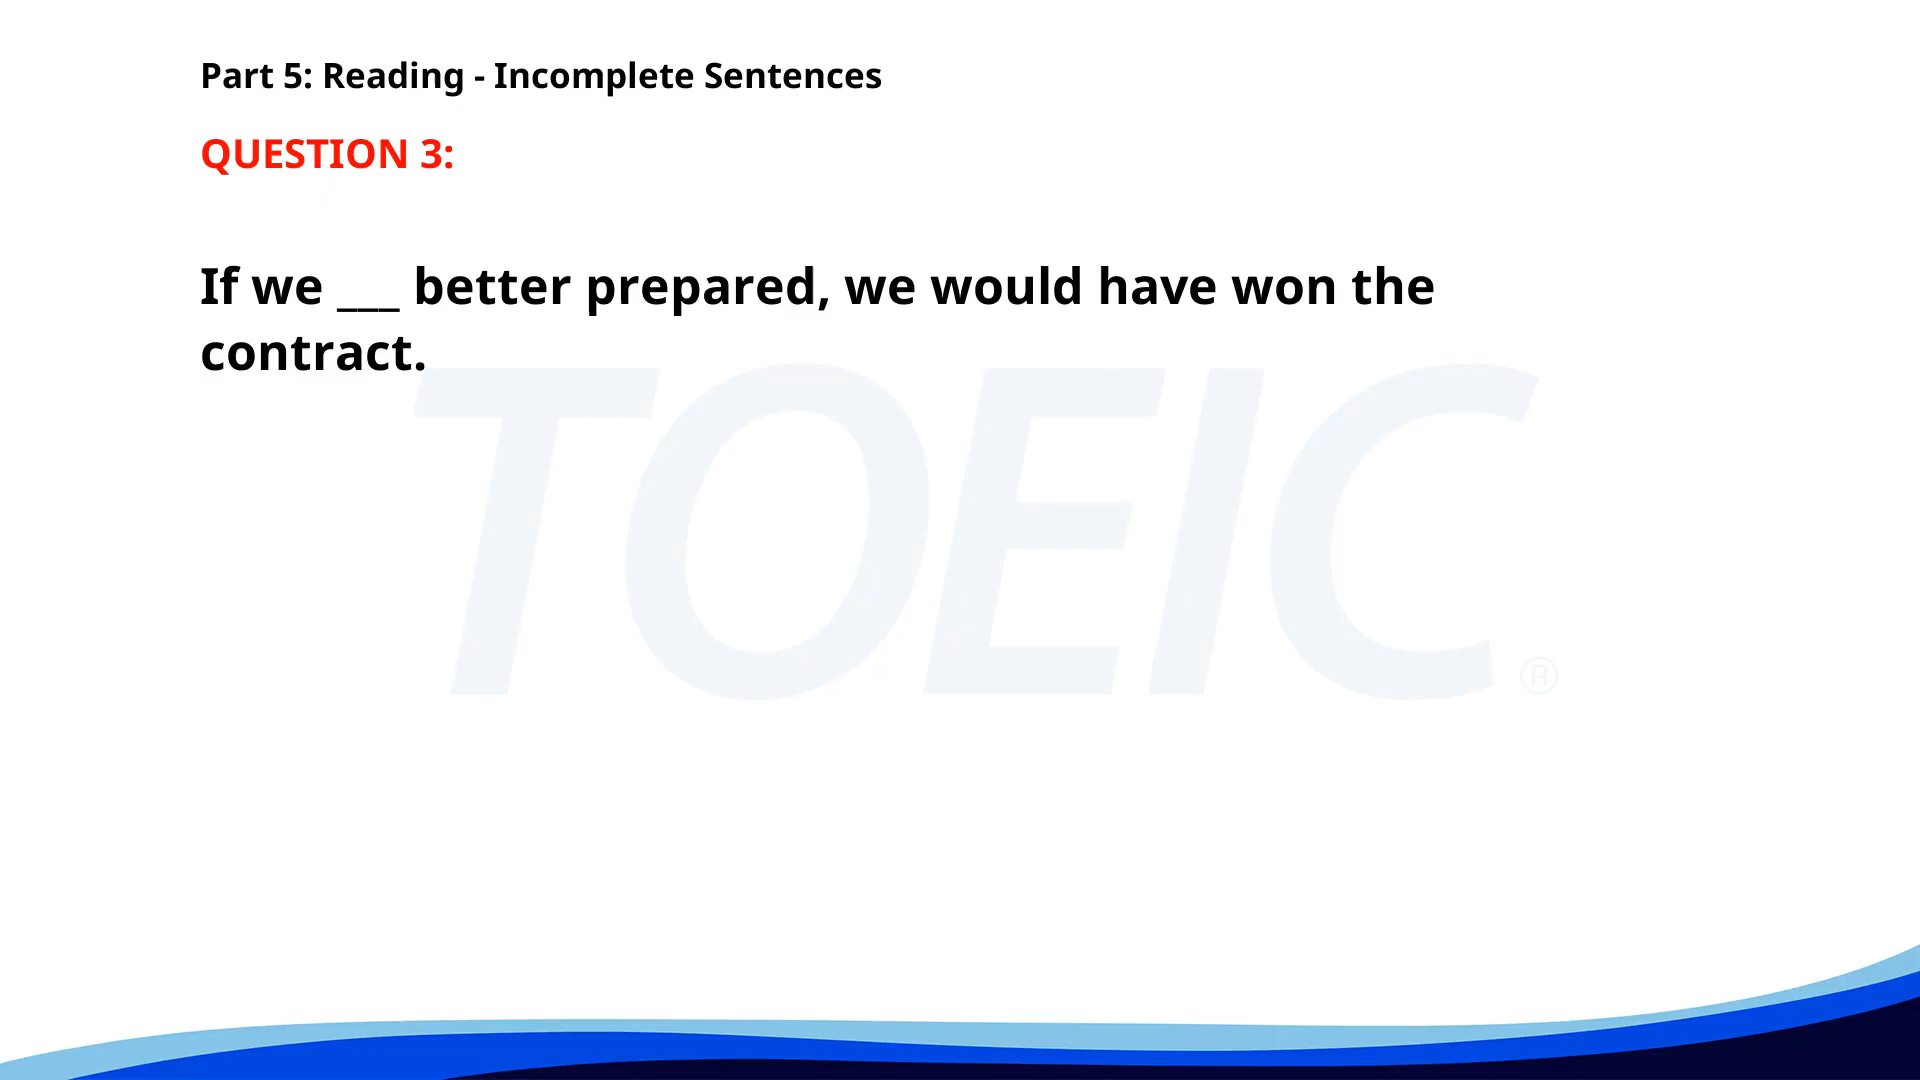 Part 5: Reading - Incomplete Sentences
QUESTION 3:
If we ___ better prepared, we would have won the
contract.
TOEIC®